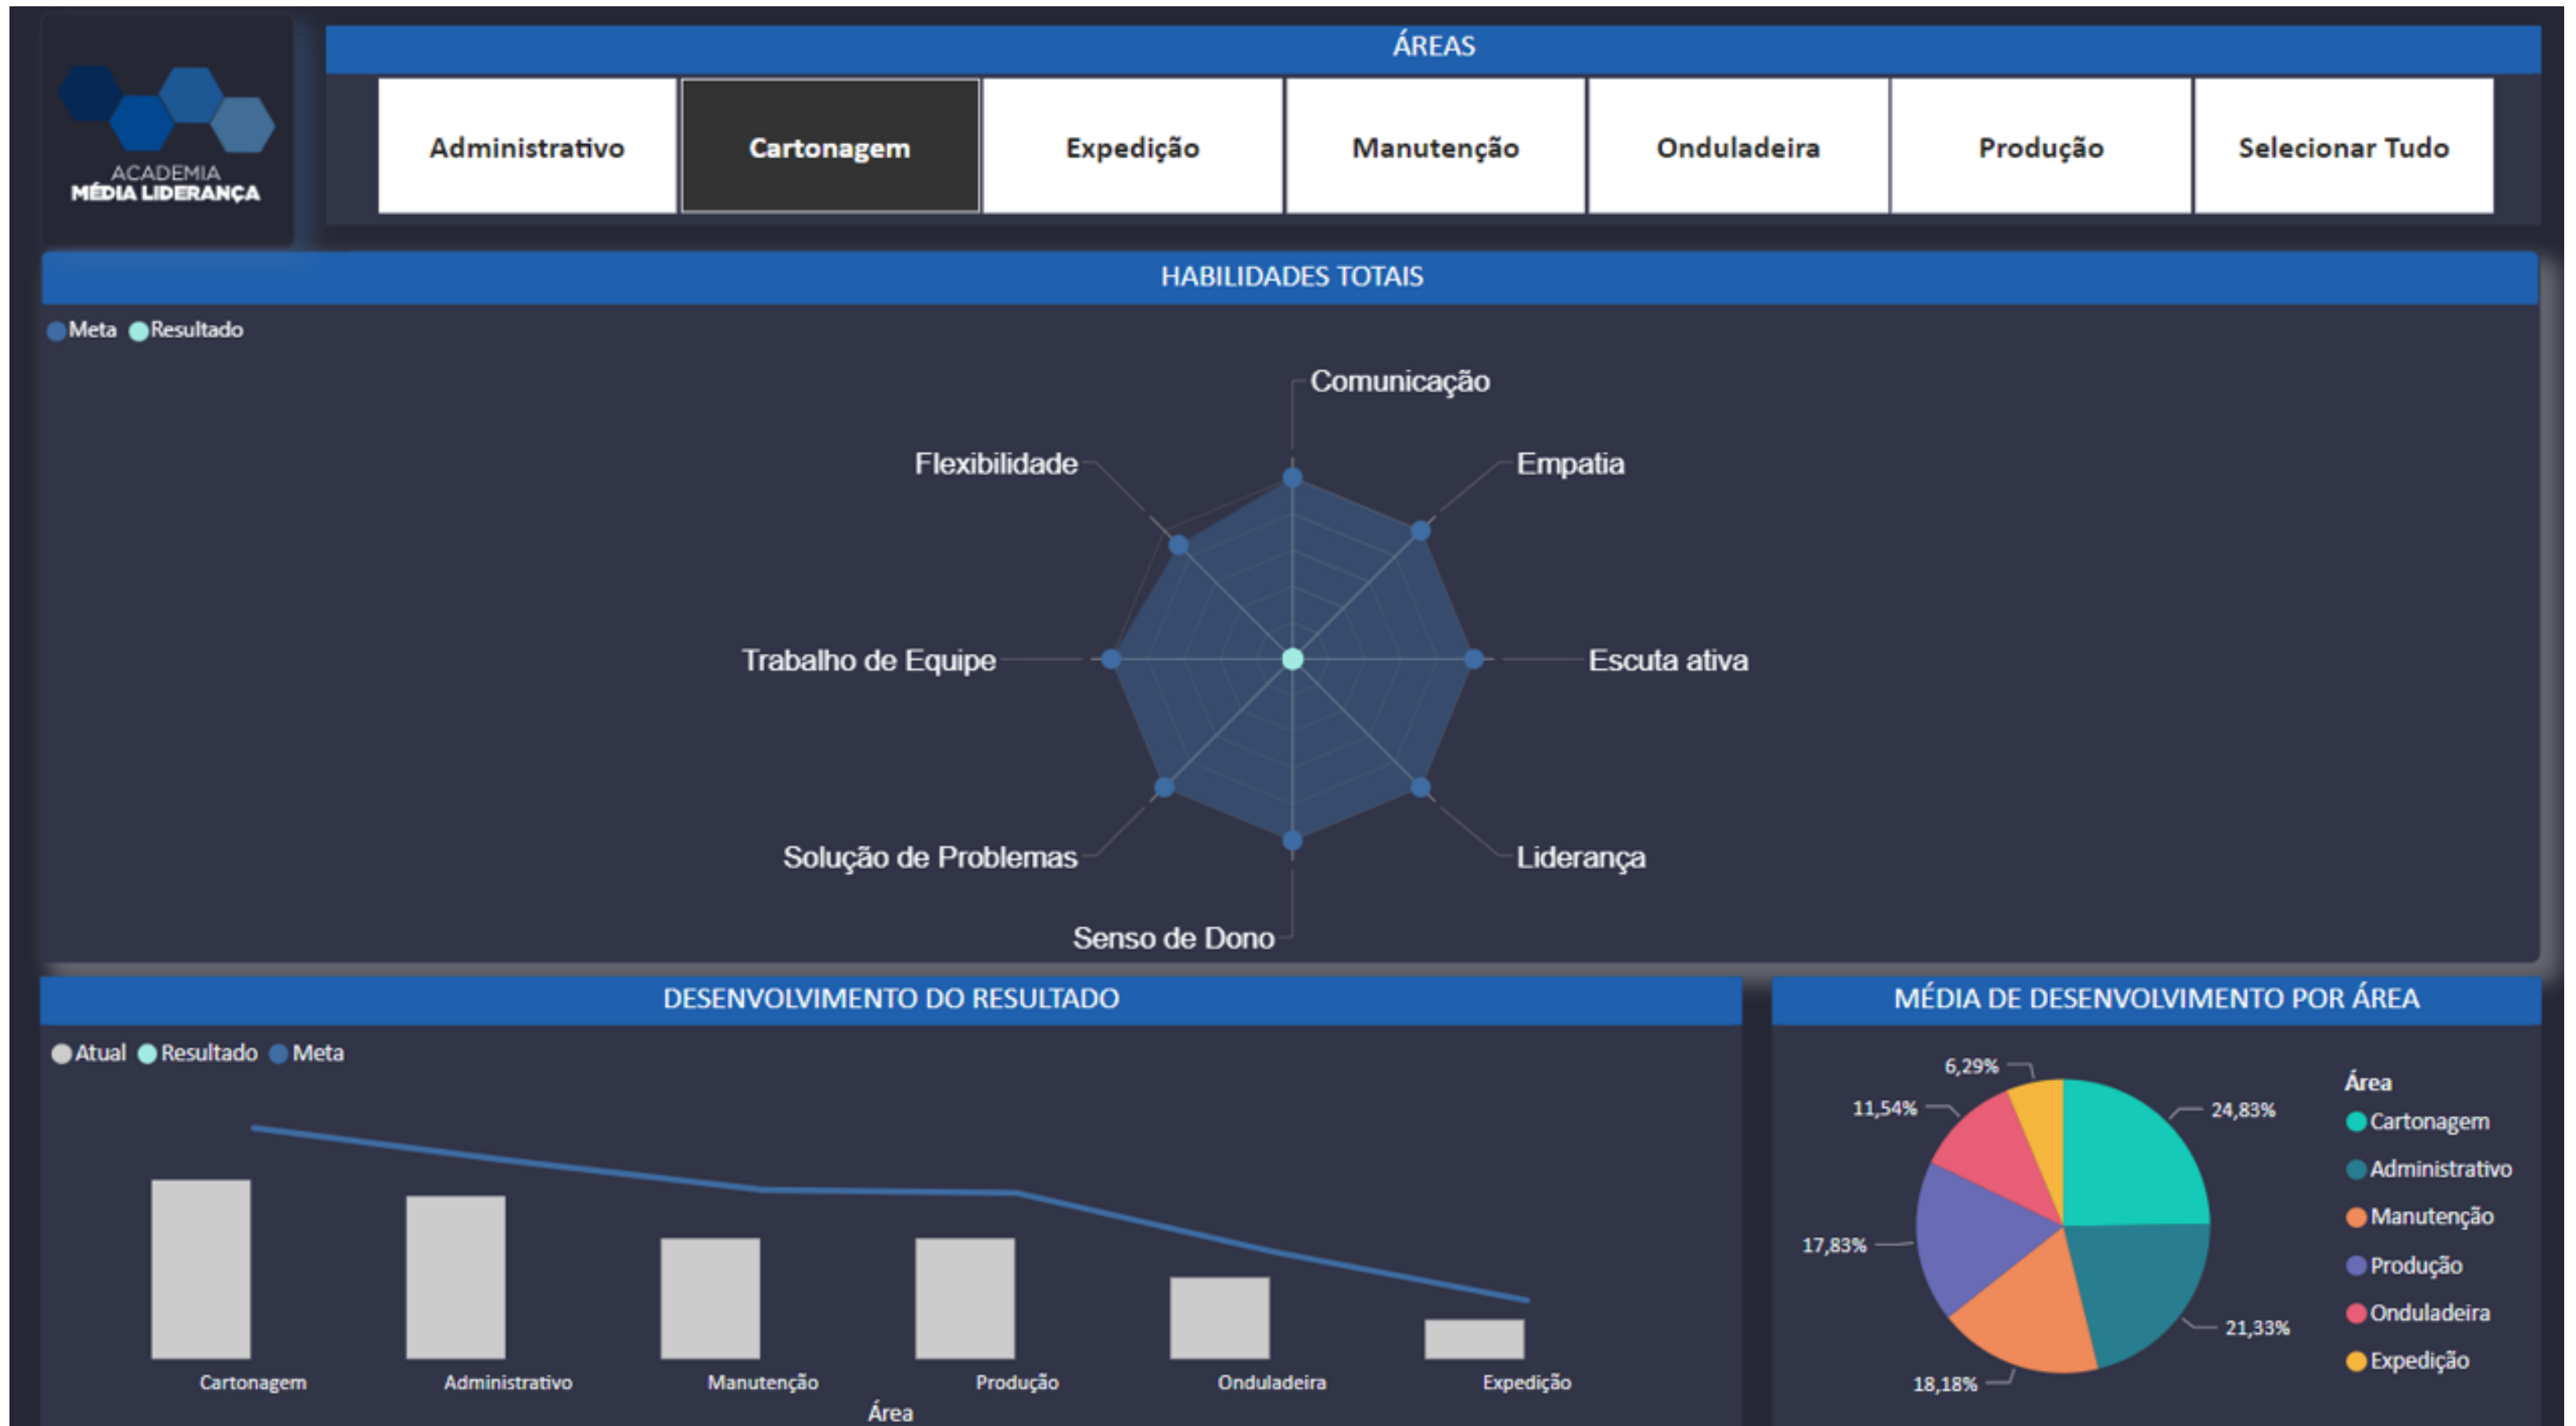 ACADEMIA
MÉDIA LIDERANÇA
ÁREAS
Administrativo
Cartonagem
Expedição
Manutenção
Onduladeira
Produção
Selecionar Tudo
HABILIDADES TOTAIS
Meta
Resultado
Comunicação
Flexibilidade
Empatia
Trabalho de Equipe
Escuta ativa
Solução de Problemas
Liderança
Senso de Dono
DESENVOLVIMENTO DO RESULTADO
Atual
Resultado
Meta
Cartonagem
Administrativo
Manutenção
Produção
Onduladeira
Expedição
Área
MÉDIA DE DESENVOLVIMENTO POR ÁREA
6,29%
11,54%
24,83%
17,83%
21,33%
18,18%
Área
Cartonagem
Administrativo
Manutenção
Produção
Onduladeira
Expedição